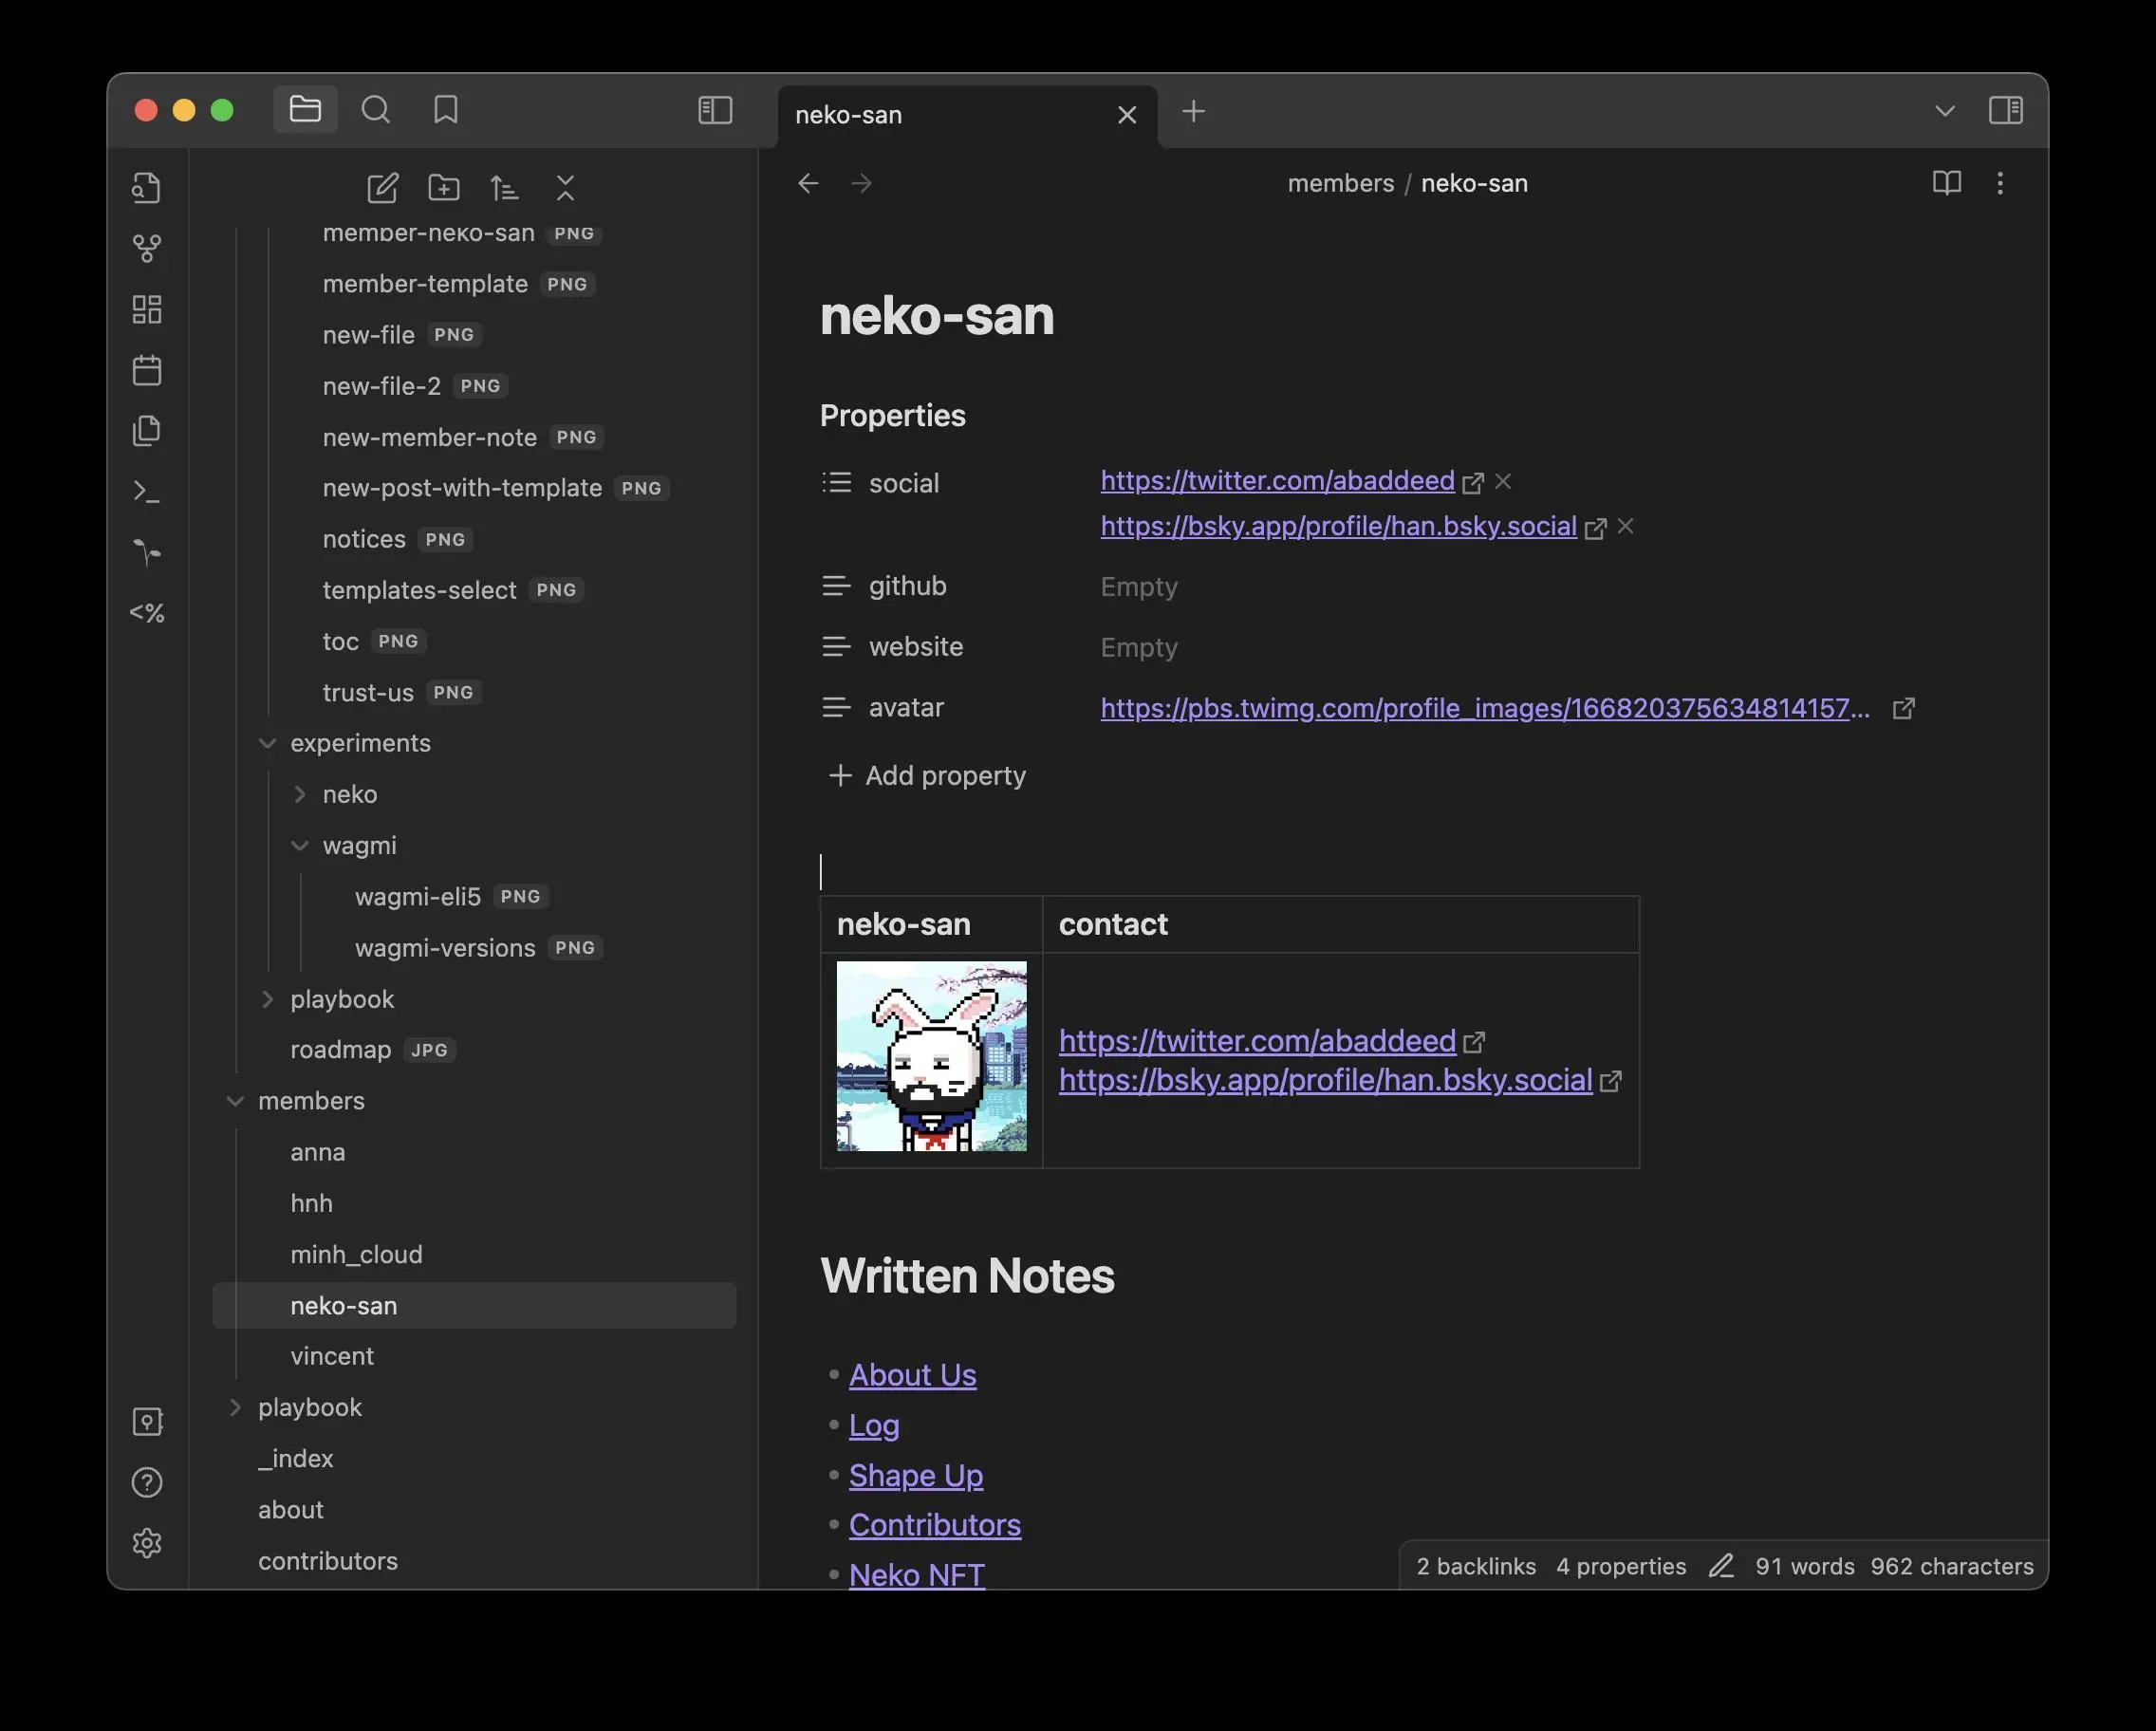 neko-san
members / neko-san
<%
member-neko-san PNG
member-template PNG
new-file PNG
new-file-2 PNG
new-member-note PNG
new-post-with-template PNG
notices PNG
templates-select PNG
toc PNG
trust-us PNG
experiments
neko
wagmi
wagmi-eli5 PNG
wagmi-versions PNG
playbook
roadmap JPG
members
anna
hnh
minh_cloud
neko-san
vincent
playbook
_index
about
contributors
neko-san
Properties
social https://twitter.com/abaddeed
https://bsky.app/profile/han.bsky.social
github Empty
website Empty
avatar https://pbs.twimg.com/profile_images/166820375634814157...
Add property
neko-san contact
https://twitter.com/abaddeed
https://bsky.app/profile/han.bsky.social
Written Notes
About Us
Log
Shape Up
Contributors
Neko NFT
2 backlinks 4 properties 91 words 962 characters